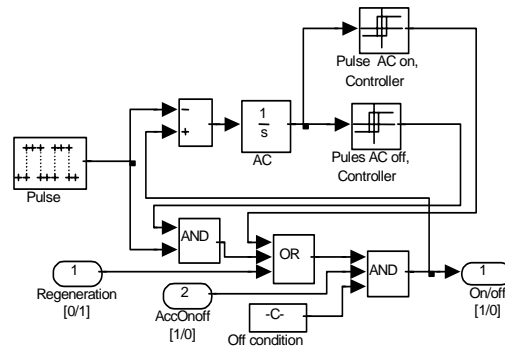 Pulse AC on,
Controller
−
+
1
s
AC
Pules AC off,
Controller
Pulse
AND
OR
AND
1
Regeneration
[0/1]
2
AccOnoff
[1/0]
-C-
Off condition
1
On/off
[1/0]